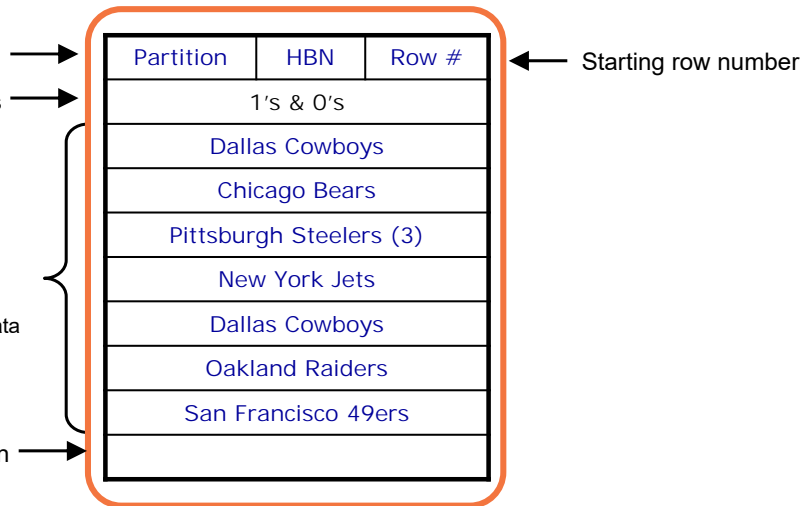 Partition HBN Row # Starting row number
1's & 0's
Dallas Cowboys
Chicago Bears
Pittsburgh Steelers (3)
New York Jets
Dallas Cowboys
Oakland Raiders
San Francisco 49ers